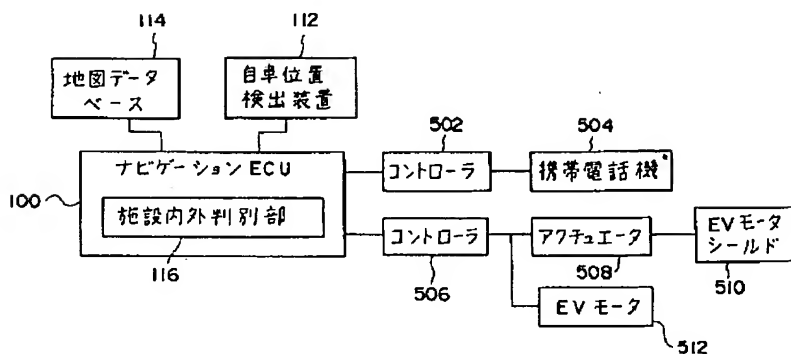 114
112
地図データ
ベース
自車位置
検出装置
502
504
ナビゲーション ECU
コントローラ
携帯電話機
100
施設内外判別部
116
コントローラ
506
アクチュエータ
508
EVモータ
シールド
510
EVモータ
512